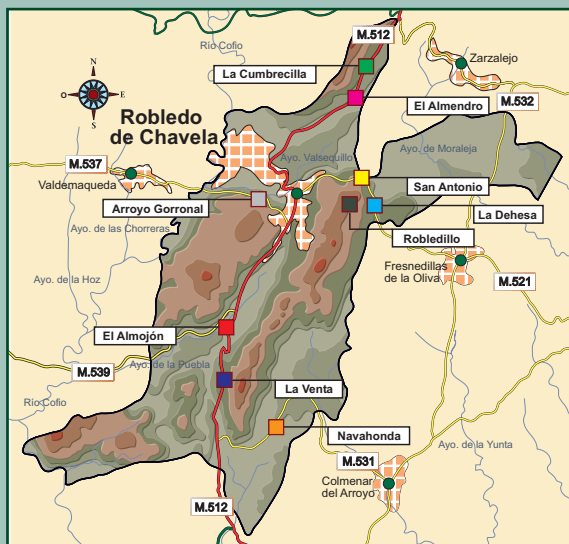 M.512
Río Cofio
Zarzalejo
La Cumbrecilla
N
O E
S
El Almendro
M.532
Robledo
de Chavela
Ayo. Valsequillo
Ayo. de Moraleja
M.537
Valdemaqueda
San Antonio
Arroyo Gorronal
La Dehesa
Ayo. de las Chorreras
Robledillo
Ayo. de la Hoz
Fresnedillas
de la Oliva
M.521
El Almojón
Ayo. de la Puebla
M.539
La Venta
Río Cofio
Navahonda
Ayo. de la Yunta
M.531
Colmenar
del Arroyo
M.512